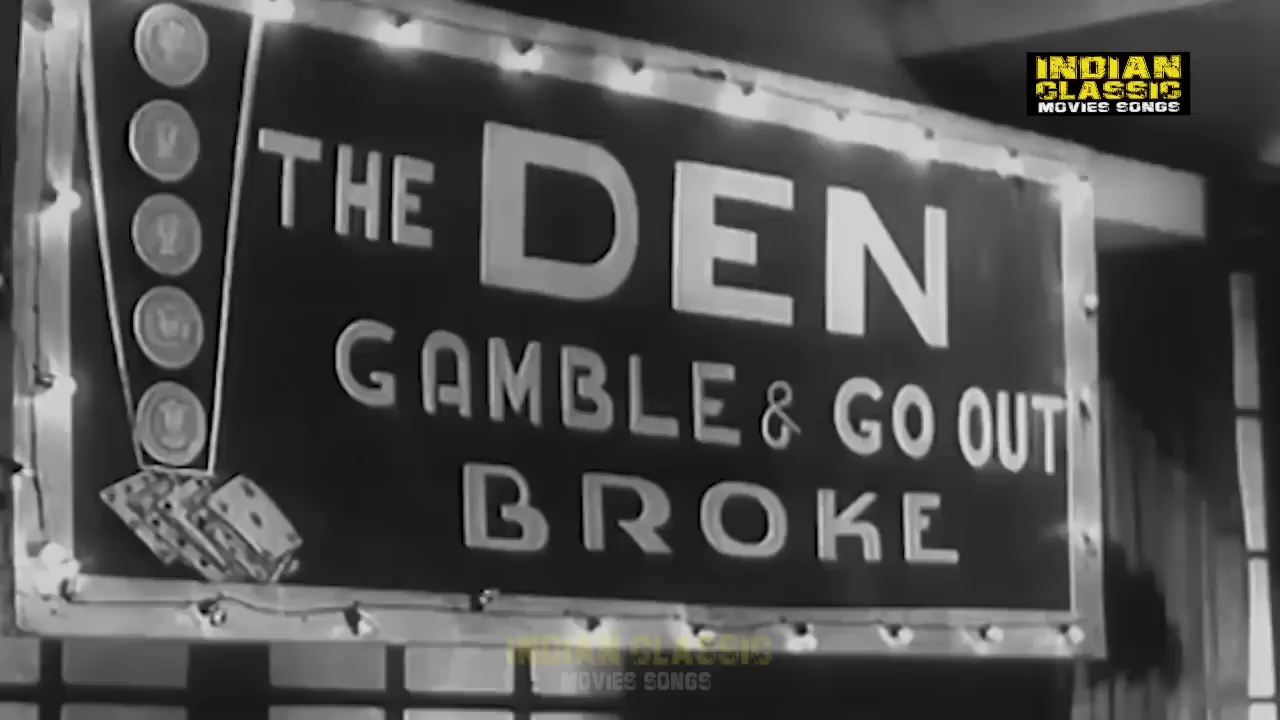 INDIAN
CLASSIC
MOVIES SONGS
THE DEN
GAMBLE & GO OUT
BROKE
INDIAN CLASSIC
MOVIES SONGS